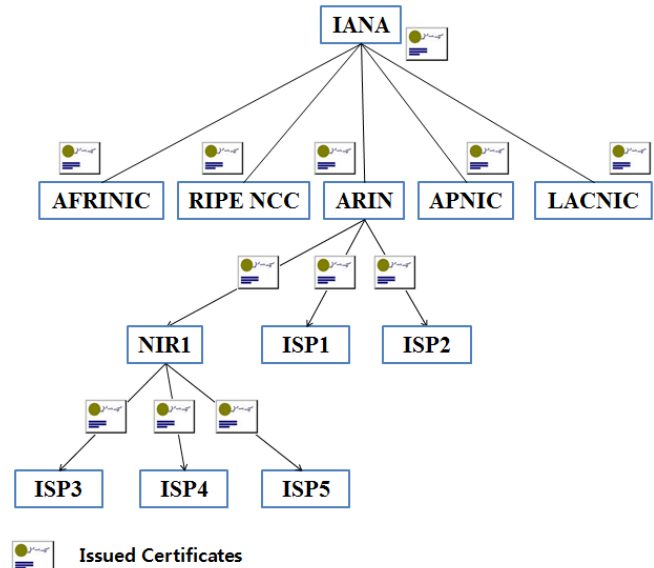 IANA
AFRINIC RIPE NCC ARIN APNIC LACNIC
NIR1 ISP1 ISP2
ISP3 ISP4 ISP5
Issued Certificates